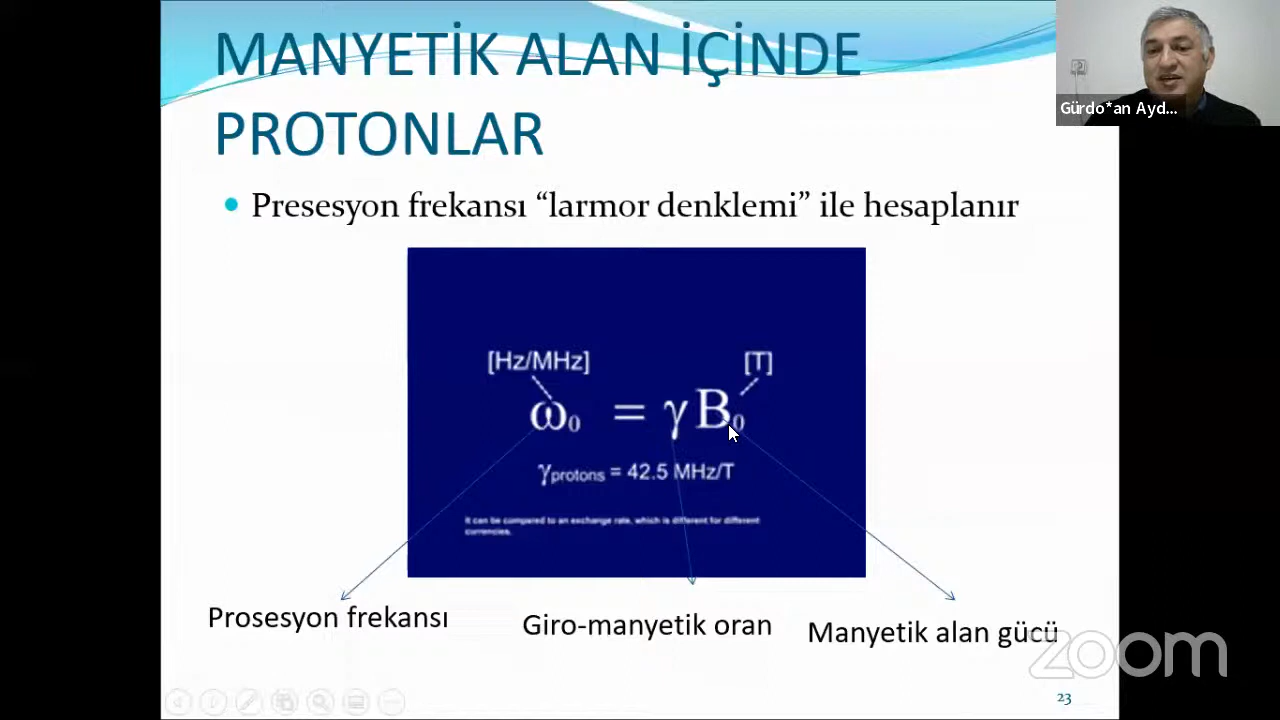 MANYETİK ALAN İÇİNDE
PROTONLAR
Gürdo*an Ayd...
• Presesyon frekansı “larmor denklemi” ile hesaplanır
[Hz/MHz] [T]
ω₀ = γ B₀
γprotons = 42.5 MHz/T
It can be compared to an exchange rate, which is different for different
currencies.
Prosesyon frekansı
Giro-manyetik oran
Manyetik alan gücü
zoom
23